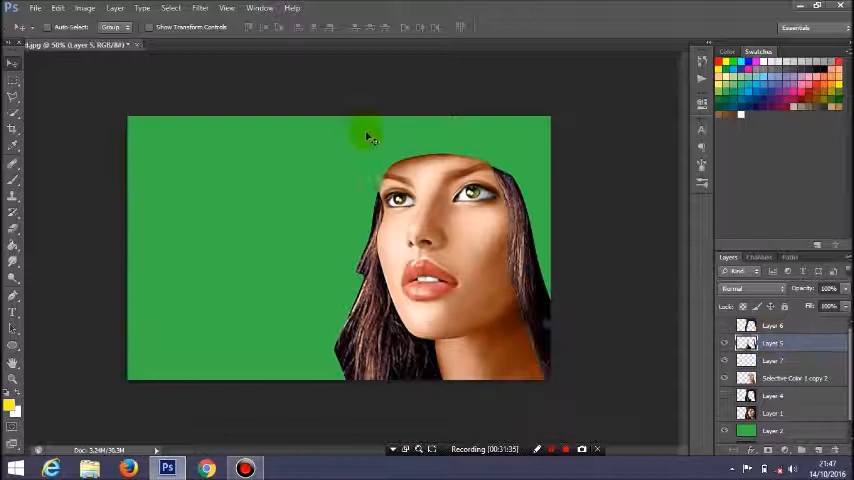 Ps File Edit Image Layer Type Select Filter View Window Help
Auto-Select: Group Show Transform Controls Essentials
d.jpg @ 50% (Layer 5, RGB/8#) *
Color Swatches
Layers Channels Paths
Kind
Normal Opacity: 100%
Lock: Fill: 100%
Layer 6
Layer 5
Layer 7
Selective Color 1 copy 2
Layer 4
Layer 1
Layer 2
Doc: 3.24M/30.3M
Recording [00:31:35]
21:47
14/10/2016